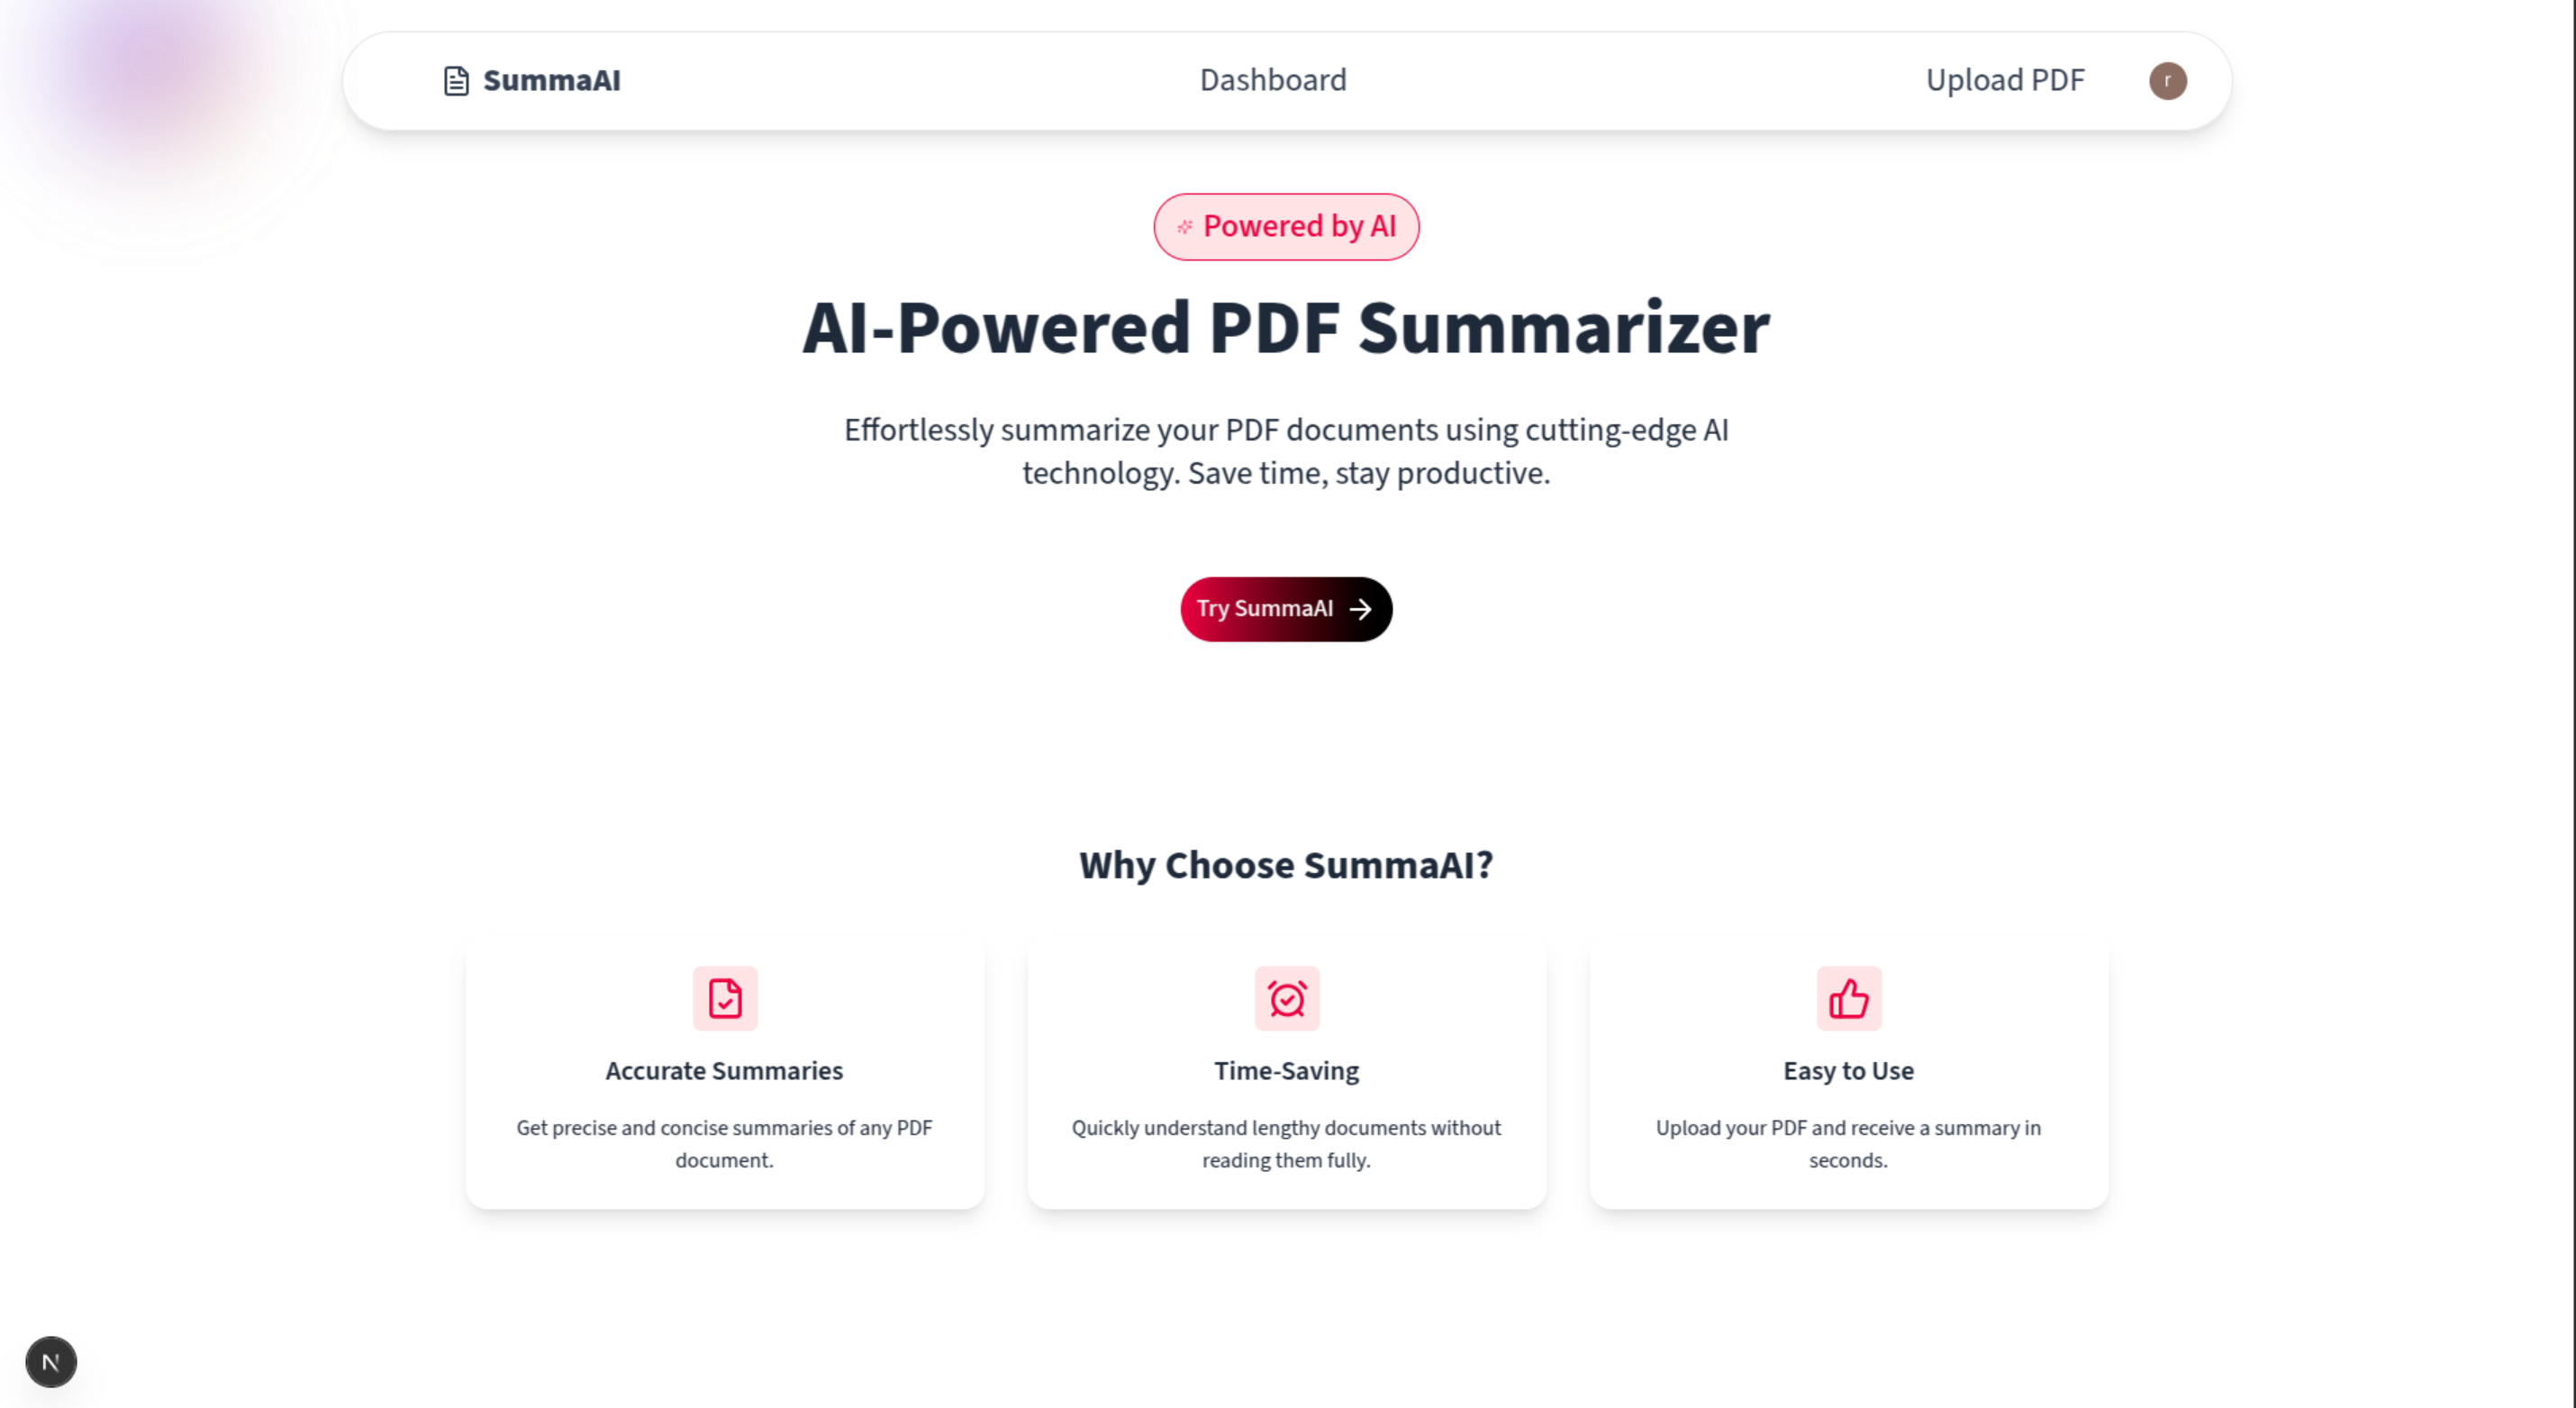 SummaAI
Dashboard
Upload PDF
r
Powered by AI
AI-Powered PDF Summarizer
Effortlessly summarize your PDF documents using cutting-edge AI
technology. Save time, stay productive.
Try SummaAI
Why Choose SummaAI?
Accurate Summaries
Get precise and concise summaries of any PDF
document.
Time-Saving
Quickly understand lengthy documents without
reading them fully.
Easy to Use
Upload your PDF and receive a summary in
seconds.
N